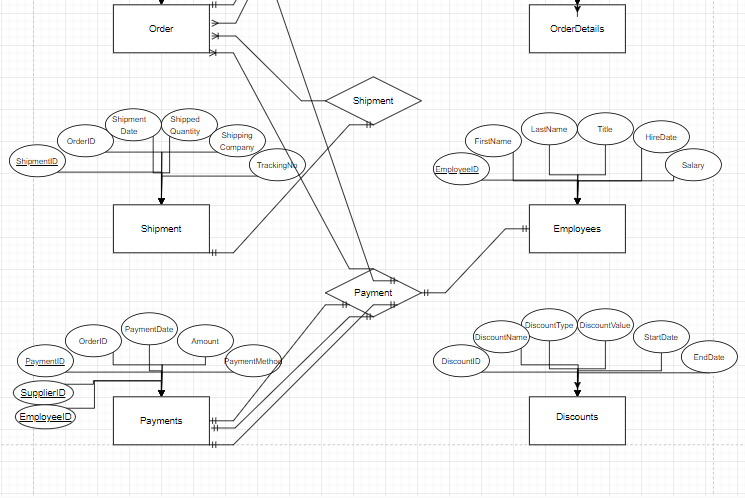 Order
OrderDetails
Shipment
Shipment
Date
Shipped
Quantity
OrderID
Shipping
Company
ShipmentID
TrackingNo
LastName
Title
FirstName
HireDate
EmployeeID
Salary
Shipment
Employees
Payment
PaymentDate
OrderID
Amount
PaymentID
PaymentMethod
SupplierID
EmployeeID
DiscountType
DiscountValue
DiscountName
StartDate
DiscountID
EndDate
Payments
Discounts